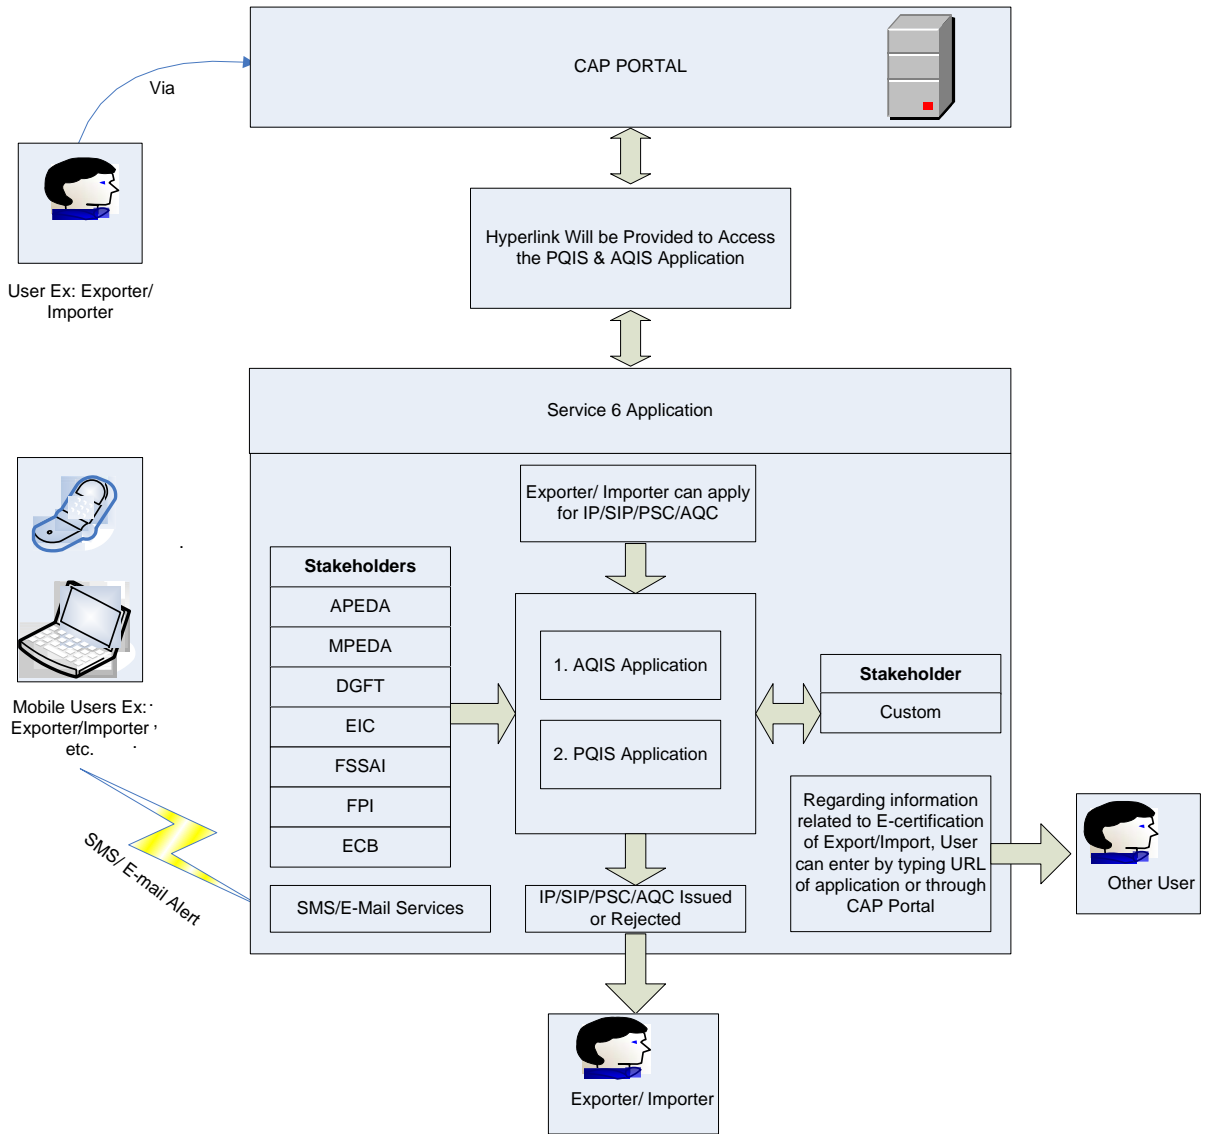 CAP PORTAL
Via
User Ex: Exporter/
Importer
Hyperlink Will be Provided to Access
the PQIS & AQIS Application
Service 6 Application
Exporter/ Importer can apply
for IP/SIP/PSC/AQC
Stakeholders
APEDA
MPEDA
DGFT
EIC
FSSAI
FPI
ECB
1. AQIS Application
2. PQIS Application
Stakeholder
Custom
Mobile Users Ex:
Exporter/Importer ,
etc.
SMS/ E-mail Alert
SMS/E-Mail Services
IP/SIP/PSC/AQC Issued
or Rejected
Regarding information
related to E-certification
of Export/Import, User
can enter by typing URL
of application or through
CAP Portal
Other User
Exporter/ Importer